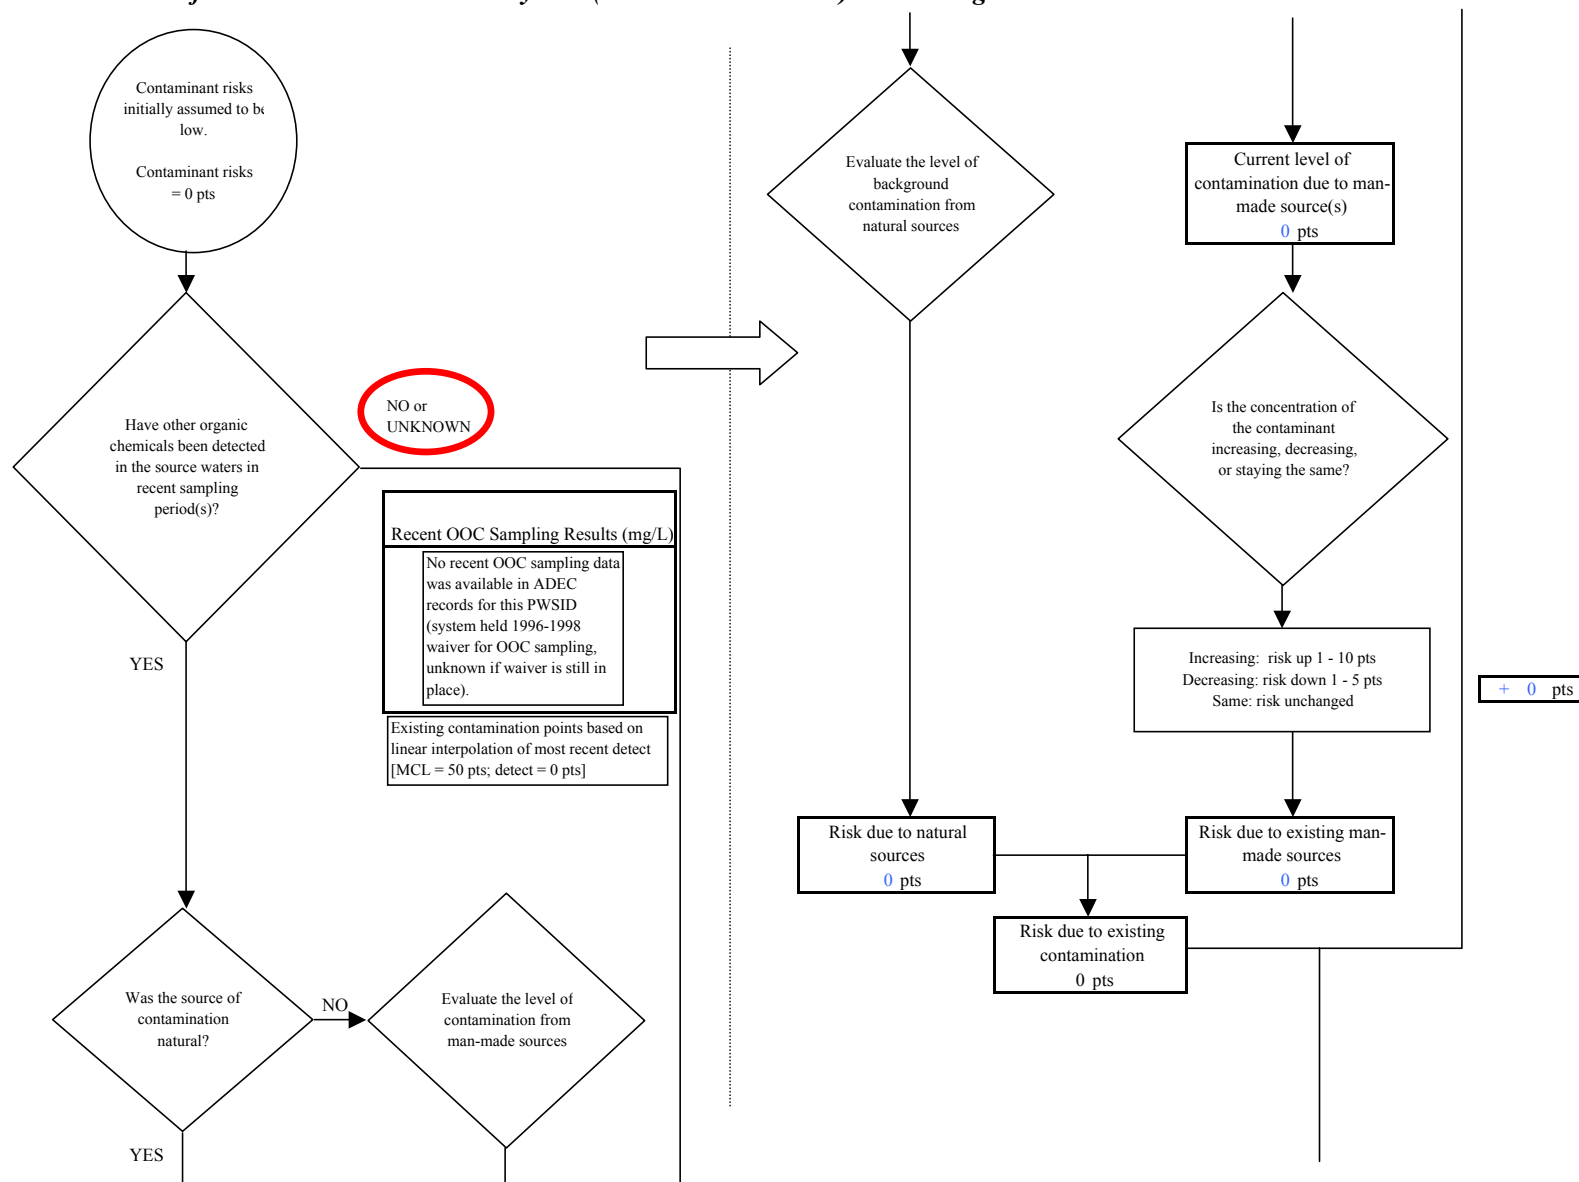 Contaminant risks
initially assumed to be
low.
Contaminant risks
= 0 pts
Have other organic
chemicals been detected
in the source waters in
recent sampling
period(s)?
NO or
UNKNOWN
Recent OOC Sampling Results (mg/L)
No recent OOC sampling data
was available in ADEC
records for this PWSID
(system held 1996-1998
waiver for OOC sampling,
unknown if waiver is still in
place).
Existing contamination points based on
linear interpolation of most recent detect
[MCL = 50 pts; detect = 0 pts]
YES
Was the source of
contamination
natural?
NO
Evaluate the level of
contamination from
man-made sources
YES
Evaluate the level of
background
contamination from
natural sources
Current level of
contamination due to man-
made source(s)
0 pts
Is the concentration of
the contaminant
increasing, decreasing,
or staying the same?
Increasing: risk up 1 - 10 pts
Decreasing: risk down 1 - 5 pts
Same: risk unchanged
+ 0 pts
Risk due to natural
sources
0 pts
Risk due to existing man-
made sources
0 pts
Risk due to existing
contamination
0 pts